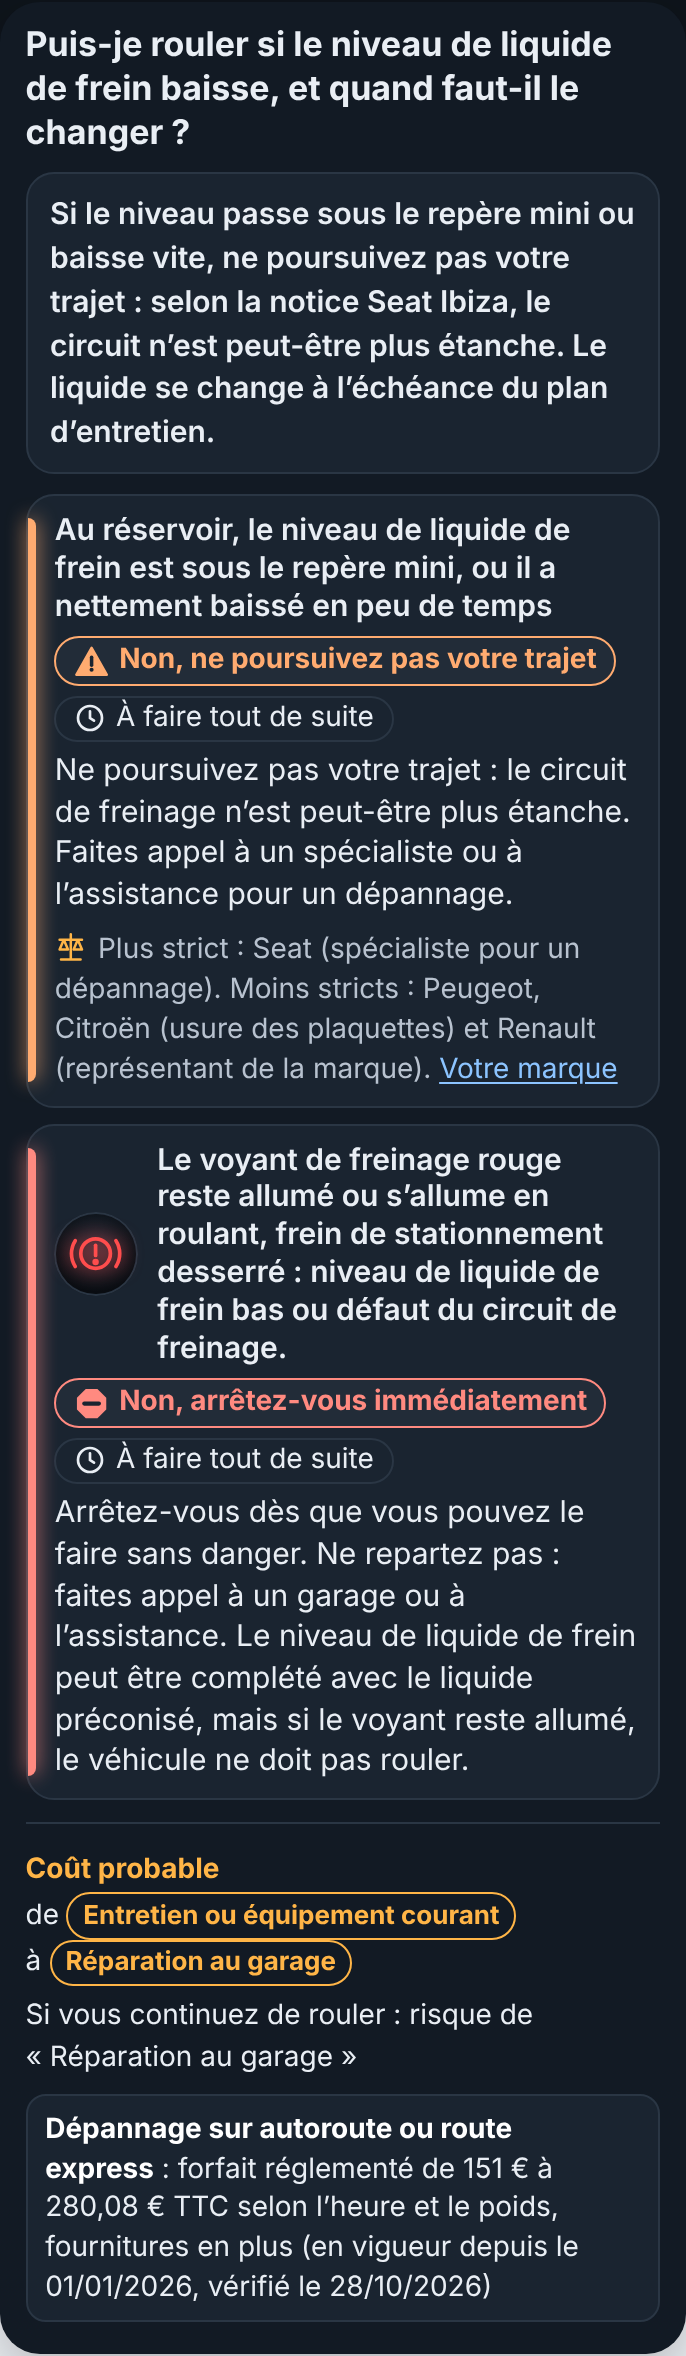 Puis-je rouler si le niveau de liquide
de frein baisse, et quand faut-il le
changer ?
Si le niveau passe sous le repère mini ou
baisse vite, ne poursuivez pas votre
trajet : selon la notice Seat Ibiza, le
circuit n’est peut-être plus étanche. Le
liquide se change à l’échéance du plan
d’entretien.
Au réservoir, le niveau de liquide de
frein est sous le repère mini, ou il a
nettement baissé en peu de temps
Non, ne poursuivez pas votre trajet
À faire tout de suite
Ne poursuivez pas votre trajet : le circuit
de freinage n’est peut-être plus étanche.
Faites appel à un spécialiste ou à
l’assistance pour un dépannage.
Plus strict : Seat (spécialiste pour un
dépannage). Moins stricts : Peugeot,
Citroën (usure des plaquettes) et Renault
(représentant de la marque). Votre marque
Le voyant de freinage rouge
reste allumé ou s’allume en
roulant, frein de stationnement
desserré : niveau de liquide de
frein bas ou défaut du circuit de
freinage.
Non, arrêtez-vous immédiatement
À faire tout de suite
Arrêtez-vous dès que vous pouvez le
faire sans danger. Ne repartez pas :
faites appel à un garage ou à
l’assistance. Le niveau de liquide de frein
peut être complété avec le liquide
préconisé, mais si le voyant reste allumé,
le véhicule ne doit pas rouler.
Coût probable
de Entretien ou équipement courant
à Réparation au garage
Si vous continuez de rouler : risque de
« Réparation au garage »
Dépannage sur autoroute ou route
express : forfait réglementé de 151 € à
280,08 € TTC selon l’heure et le poids,
fournitures en plus (en vigueur depuis le
01/01/2026, vérifié le 28/10/2026)